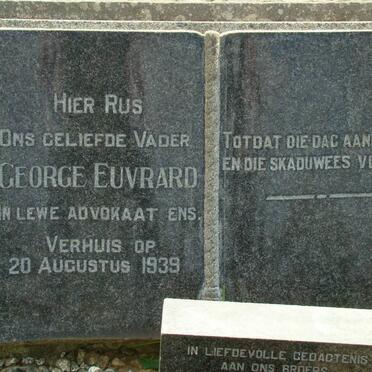 HIER RUS
ONS GELIEFDE VADER
GEORGE EUVRARD
IN LEWE ADVOKAAT ENS.
VERHUIS OP
20 AUGUSTUS 1939
TOTDAT DIE DAG AAN
EN DIE SKADUWEES
IN LIEFDEVOLLE GEDAGTENIS
AAN ONS BROERS